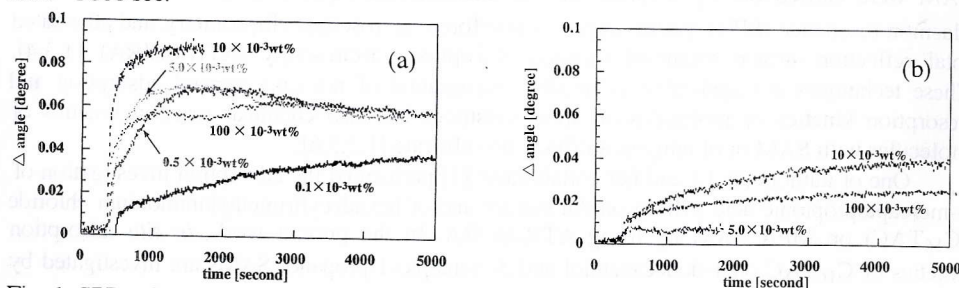 (a)
△ angle [degree]
0.1
0.08
0.06
0.04
0.02
0
10 × 10-³wt%
5.0 × 10-³wt%
100 × 10-³wt%
0.5 × 10-³wt%
0.1×10-³wt%
0 1000 2000 3000 4000 5000
time [second]
(b)
△ angle [degree]
0.1
0.08
0.06
0.04
0.02
0
10×10-³wt%
100×10-³wt%
5.0×10-³wt%
0 1000 2000 3000 4000 5000
time [second]